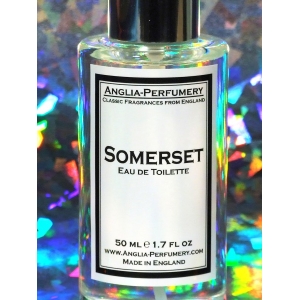 Anglia-Perfumery
Classic Fragrances from England
Somerset
Eau de Toilette
50 ml ℮ 1.7 fl oz
www.Anglia-Perfumery.com
Made in England